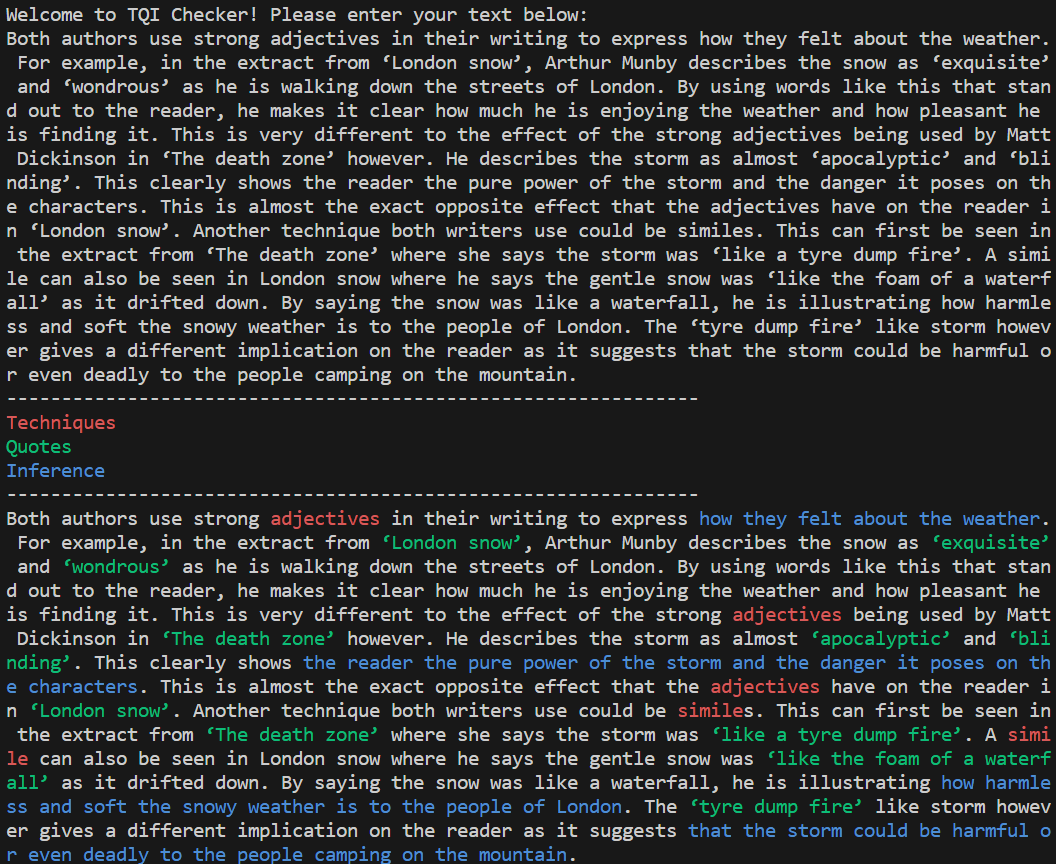 Welcome to TQI Checker! Please enter your text below:
Both authors use strong adjectives in their writing to express how they felt about the weather.
 For example, in the extract from ‘London snow’, Arthur Munby describes the snow as ‘exquisite’
 and ‘wondrous’ as he is walking down the streets of London. By using words like this that stan
d out to the reader, he makes it clear how much he is enjoying the weather and how pleasant he
is finding it. This is very different to the effect of the strong adjectives being used by Matt
 Dickinson in ‘The death zone’ however. He describes the storm as almost ‘apocalyptic’ and ‘bli
nding’. This clearly shows the reader the pure power of the storm and the danger it poses on th
e characters. This is almost the exact opposite effect that the adjectives have on the reader i
n ‘London snow’. Another technique both writers use could be similes. This can first be seen in
 the extract from ‘The death zone’ where she says the storm was ‘like a tyre dump fire’. A simi
le can also be seen in London snow where he says the gentle snow was ‘like the foam of a waterf
all’ as it drifted down. By saying the snow was like a waterfall, he is illustrating how harmle
ss and soft the snowy weather is to the people of London. The ‘tyre dump fire’ like storm howev
er gives a different implication on the reader as it suggests that the storm could be harmful o
r even deadly to the people camping on the mountain.
---------------------------------------------------------------
Techniques
Quotes
Inference
---------------------------------------------------------------
Both authors use strong adjectives in their writing to express how they felt about the weather.
 For example, in the extract from ‘London snow’, Arthur Munby describes the snow as ‘exquisite’
 and ‘wondrous’ as he is walking down the streets of London. By using words like this that stan
d out to the reader, he makes it clear how much he is enjoying the weather and how pleasant he
is finding it. This is very different to the effect of the strong adjectives being used by Matt
 Dickinson in ‘The death zone’ however. He describes the storm as almost ‘apocalyptic’ and ‘bli
nding’. This clearly shows the reader the pure power of the storm and the danger it poses on th
e characters. This is almost the exact opposite effect that the adjectives have on the reader i
n ‘London snow’. Another technique both writers use could be similes. This can first be seen in
 the extract from ‘The death zone’ where she says the storm was ‘like a tyre dump fire’. A simi
le can also be seen in London snow where he says the gentle snow was ‘like the foam of a waterf
all’ as it drifted down. By saying the snow was like a waterfall, he is illustrating how harmle
ss and soft the snowy weather is to the people of London. The ‘tyre dump fire’ like storm howev
er gives a different implication on the reader as it suggests that the storm could be harmful o
r even deadly to the people camping on the mountain.